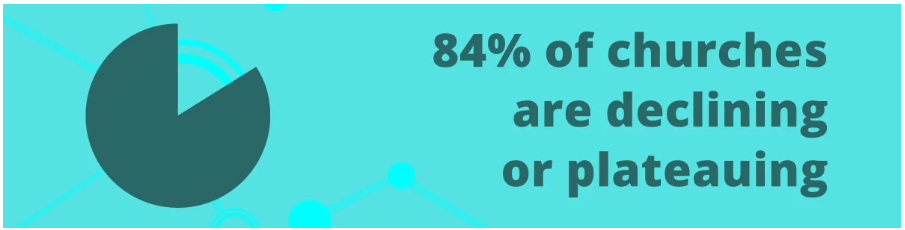 84% of churches
are declining
or plateauing